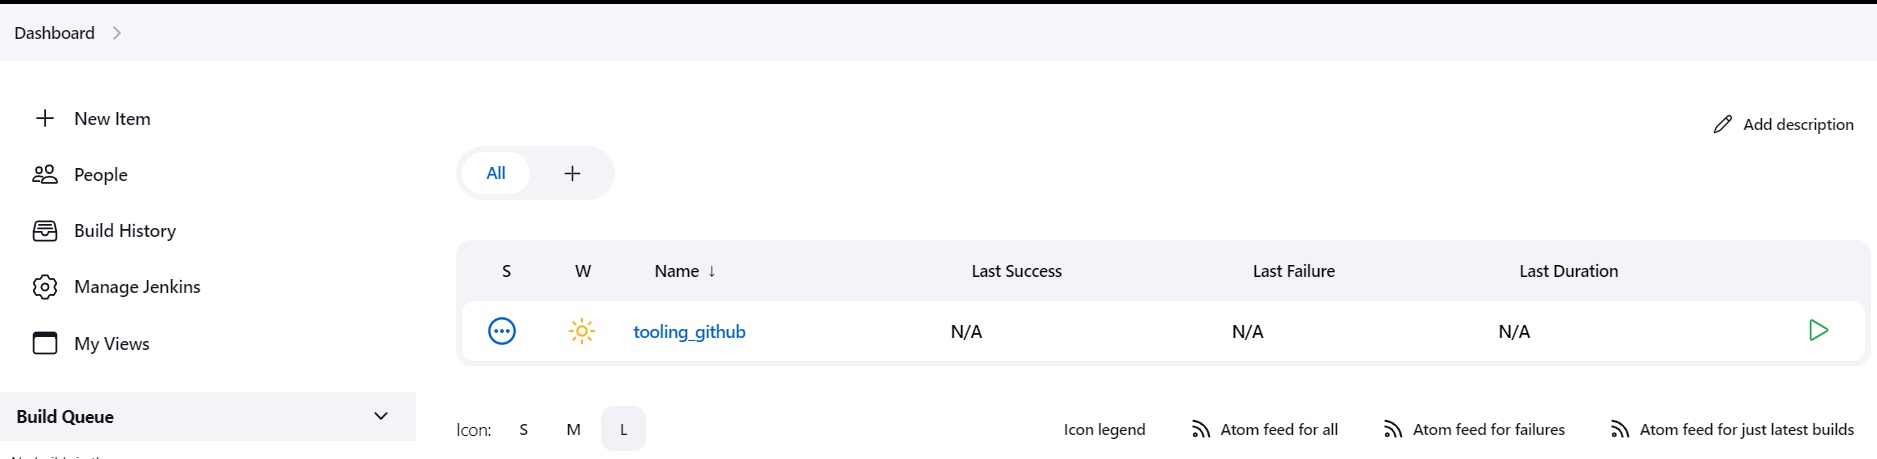 Dashboard
New Item
People
Build History
Manage Jenkins
My Views
Build Queue
Add description
All
S W Name ↓ Last Success Last Failure Last Duration
tooling_github N/A N/A N/A
Icon: S M L
Icon legend Atom feed for all Atom feed for failures Atom feed for just latest builds